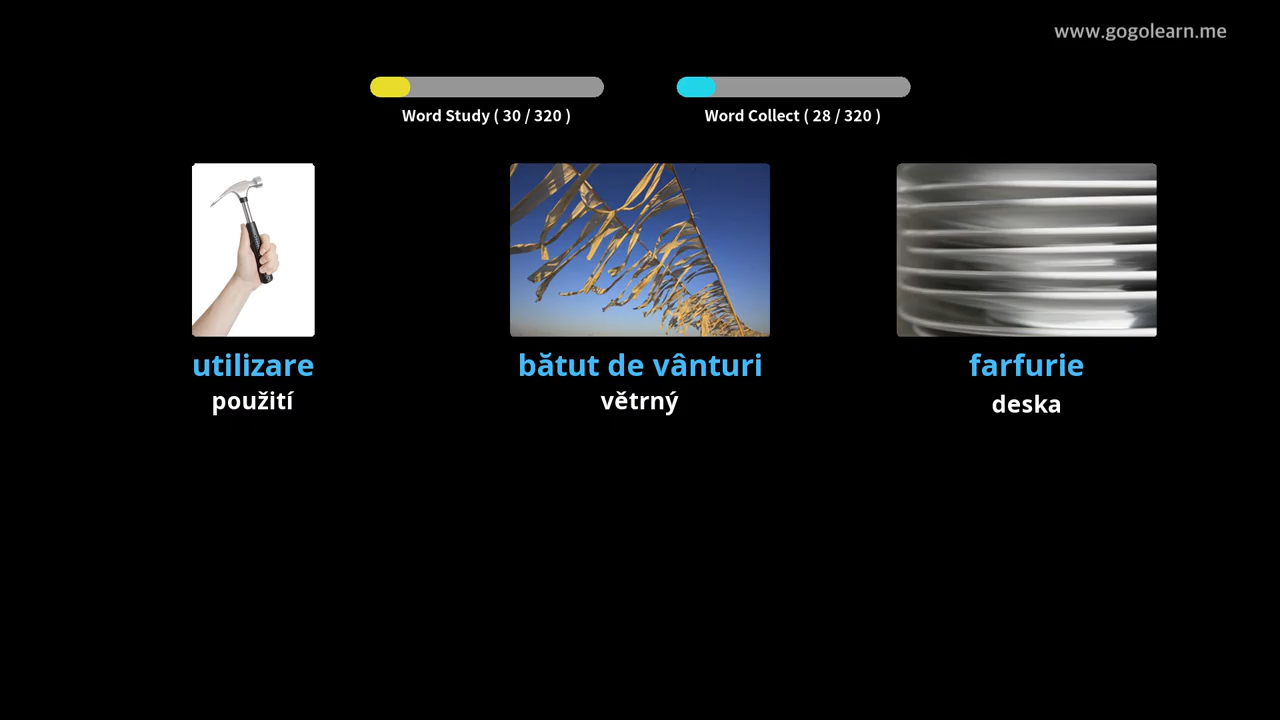 www.gogolearn.me
Word Study ( 30 / 320 )
Word Collect ( 28 / 320 )
utilizare
použití
bătut de vânturi
větrný
farfurie
deska